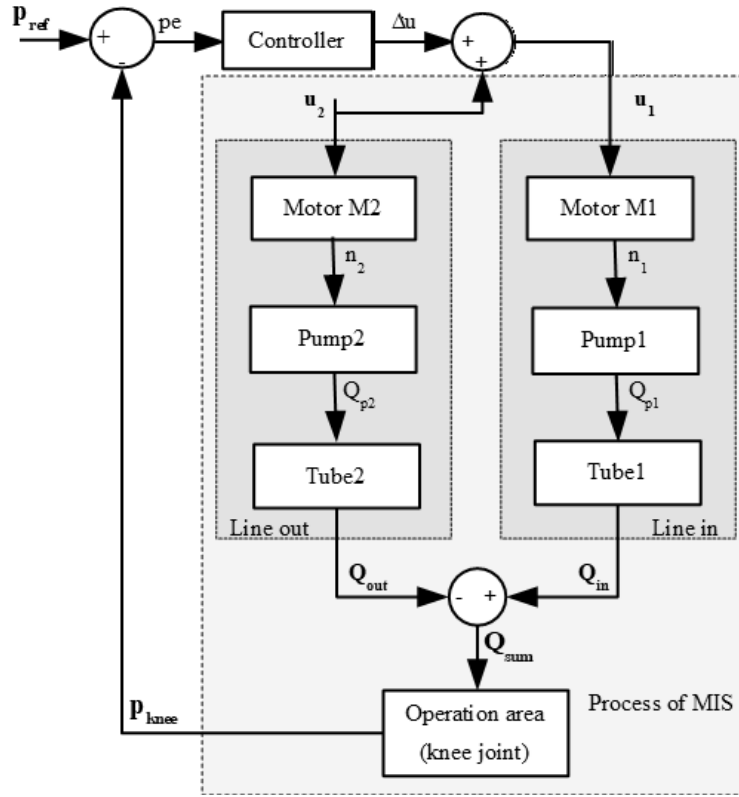 p_ref
+
-
pe
Controller
Δu
+
+
u_2
u_1
Motor M2
Motor M1
n_2
n_1
Pump2
Pump1
Q_p2
Q_p1
Tube2
Tube1
Line out
Line in
Q_out
-
+
Q_in
Q_sum
p_knee
Operation area
(knee joint)
Process of MIS